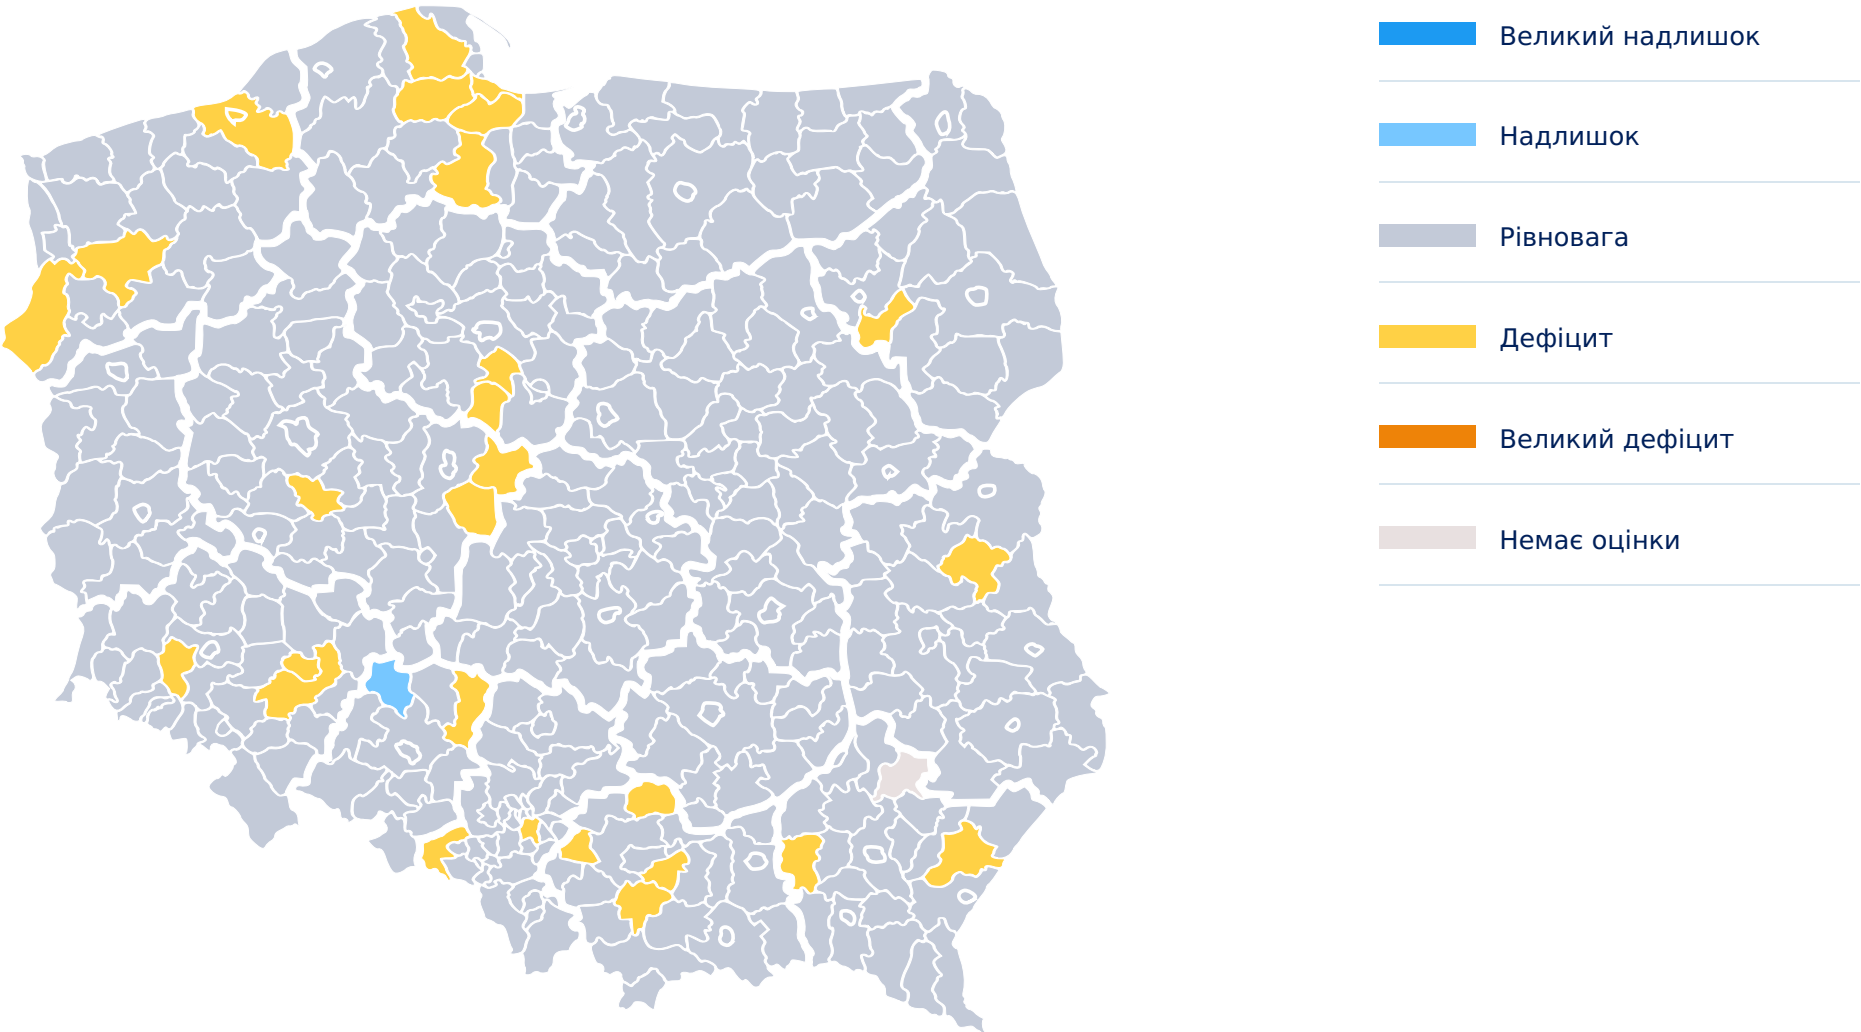 Великий надлишок
Надлишок
Рівновага
Дефіцит
Великий дефіцит
Немає оцінки